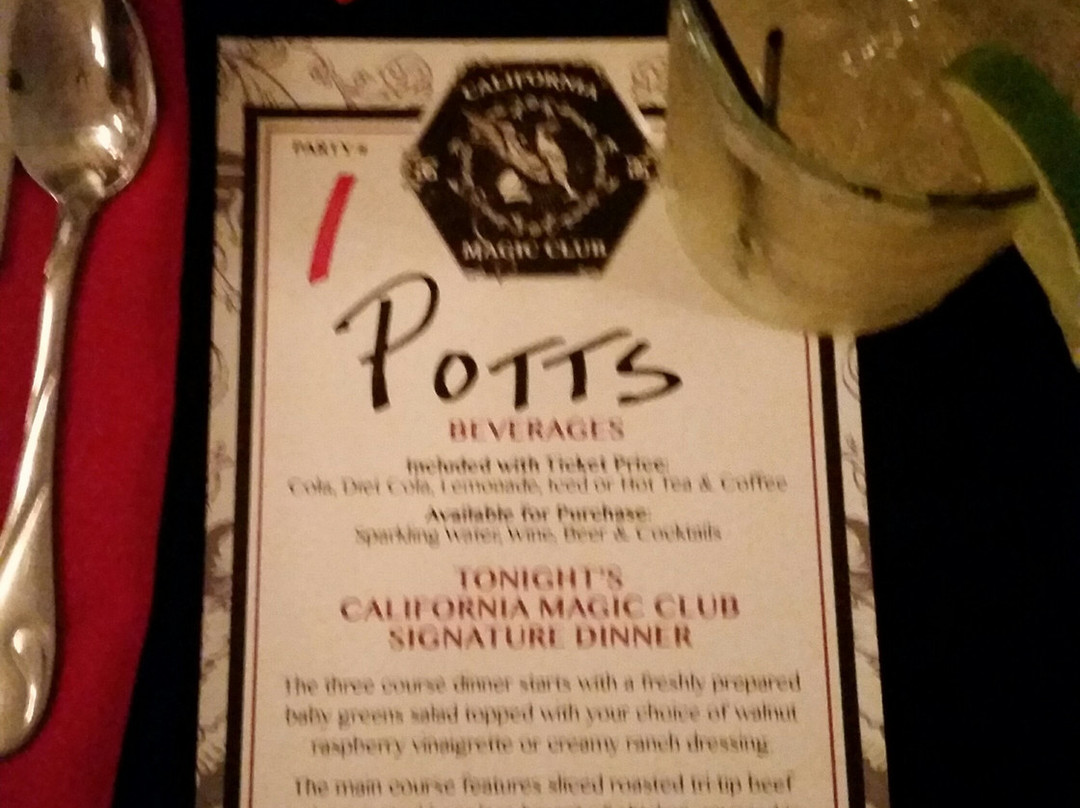 CALIFORNIA
MAGIC CLUB
PARTY #
1
POTTS
BEVERAGES
Included with Ticket Price:
Cola, Diet Cola, Lemonade, Iced or Hot Tea & Coffee
Available for Purchase:
Sparkling Water, Wine, Beer & Cocktails
TONIGHT'S
CALIFORNIA MAGIC CLUB
SIGNATURE DINNER
The three course dinner starts with a freshly prepared
baby greens salad topped with your choice of walnut
raspberry vinaigrette or creamy ranch dressing.
The main course features sliced roasted tri tip beef